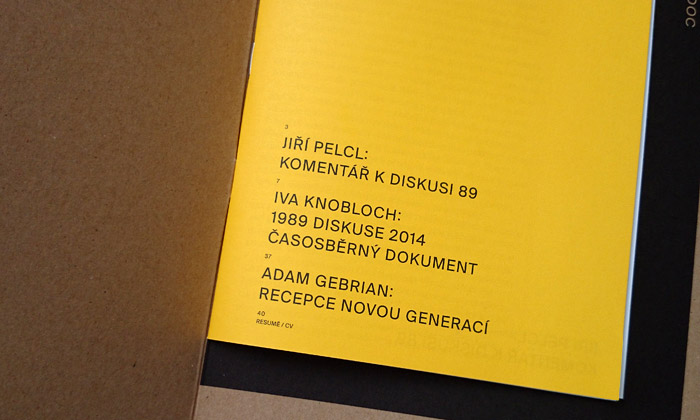 3
JIŘÍ PELCL:
KOMENTÁŘ K DISKUSI 89
7
IVA KNOBLOCH:
1989 DISKUSE 2014
ČASOSBĚRNÝ DOKUMENT
37
ADAM GEBRIAN:
RECEPCE NOVOU GENERACÍ
40
RESUMÉ / CV